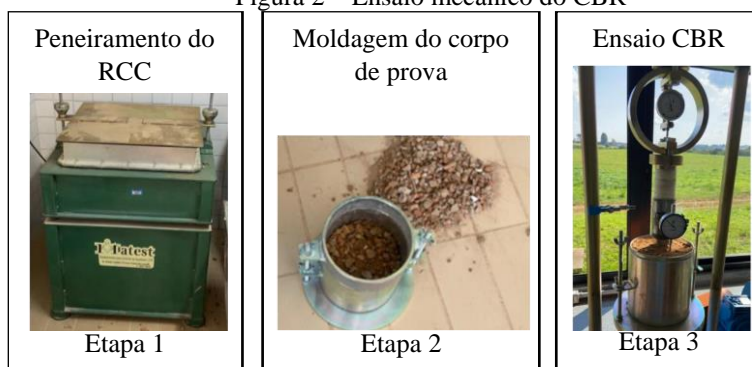 Figura 2 – Ensaio mecânico do CBR
Peneiramento do
RCC
Etapa 1
Moldagem do corpo
de prova
Etapa 2
Ensaio CBR
Etapa 3